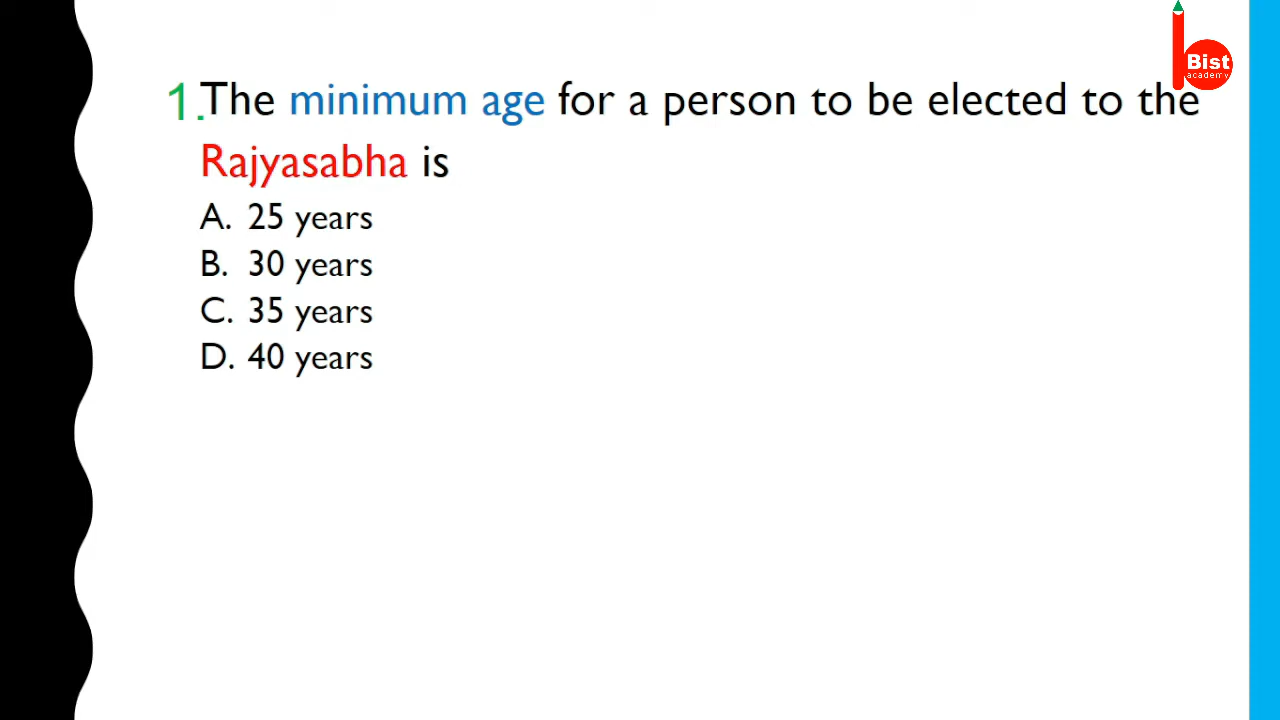 Bist
academy
1. The minimum age for a person to be elected to the
Rajyasabha is
A. 25 years
B. 30 years
C. 35 years
D. 40 years